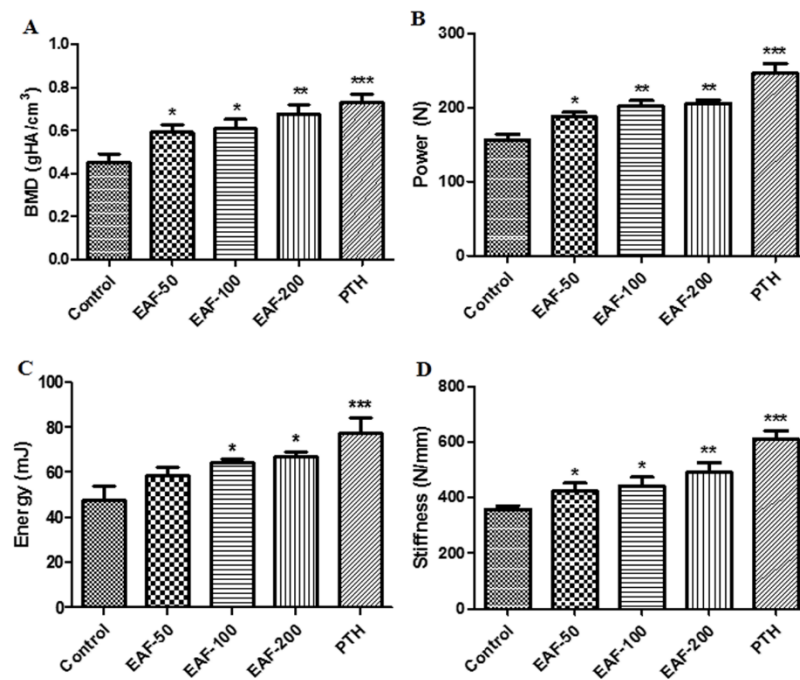 A
BMD (gHA/cm³)
0.8
0.6
0.4
0.2
0.0
*
*
**
***
Control
EAF-50
EAF-100
EAF-200
PTH
B
Power (N)
300
200
100
0
*
**
**
***
Control
EAF-50
EAF-100
EAF-200
PTH
C
Energy (mJ)
100
80
60
40
20
0
*
*
***
Control
EAF-50
EAF-100
EAF-200
PTH
D
Stiffness (N/mm)
800
600
400
200
0
*
*
**
***
Control
EAF-50
EAF-100
EAF-200
PTH